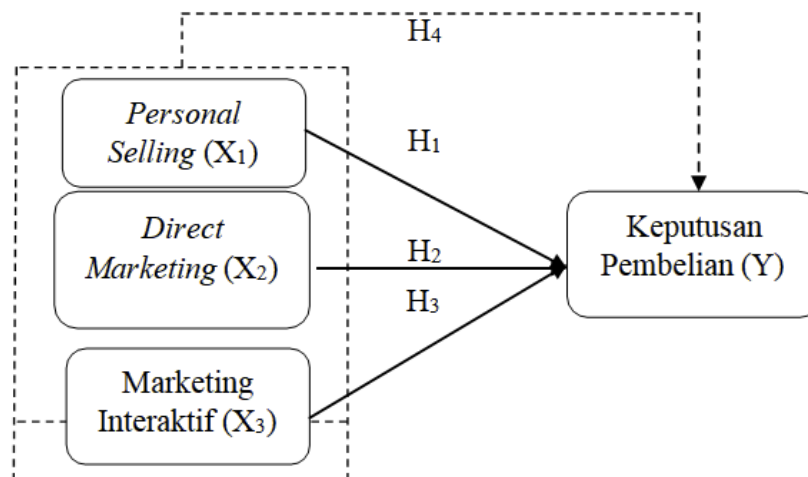 H₄
Personal
Selling (X₁)
H₁
Direct
Marketing (X₂)
H₂
H₃
Keputusan
Pembelian (Y)
Marketing
Interaktif (X₃)